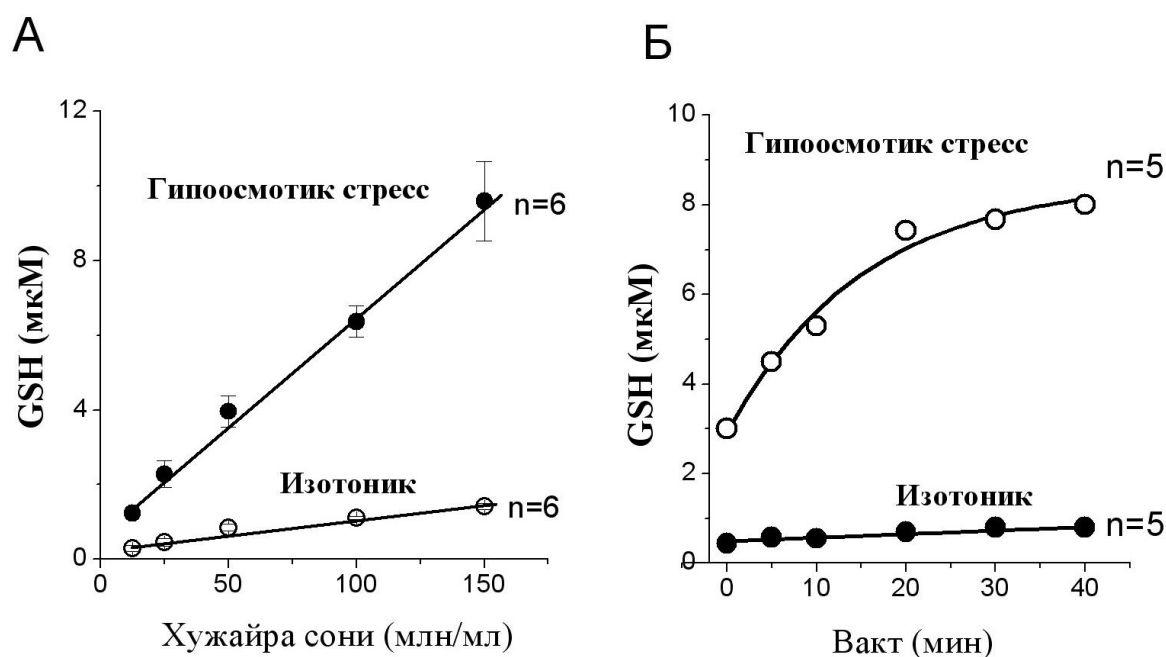 А
12
8
4
0
GSH (мкМ)
Гипоосмотик стресс
n=6
Изотоник
n=6
0
50
100
150
Хужайра сони (млн/мл)
Б
10
8
6
4
2
0
GSH (мкМ)
Гипоосмотик стресс
n=5
Изотоник
n=5
0
10
20
30
40
Вакт (мин)